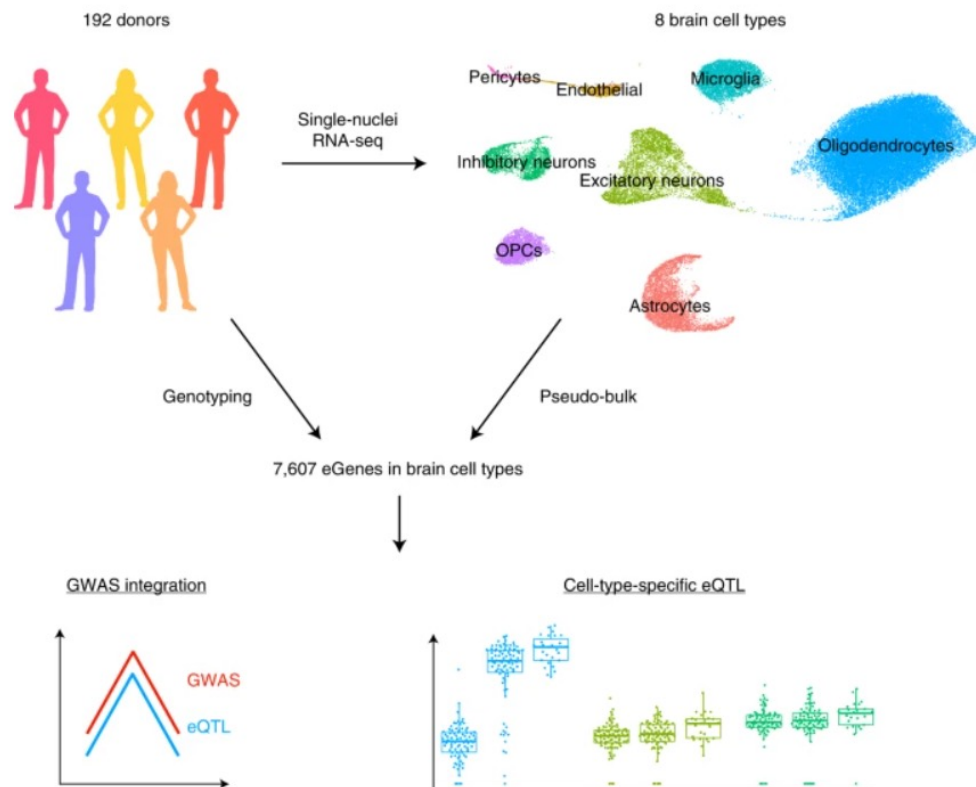 192 donors
8 brain cell types
Single-nuclei
RNA-seq
Pericytes
Endothelial
Microglia
Oligodendrocytes
Inhibitory neurons
Excitatory neurons
OPCs
Astrocytes
Genotyping
Pseudo-bulk
7,607 eGenes in brain cell types
GWAS integration
Cell-type-specific eQTL
GWAS
eQTL